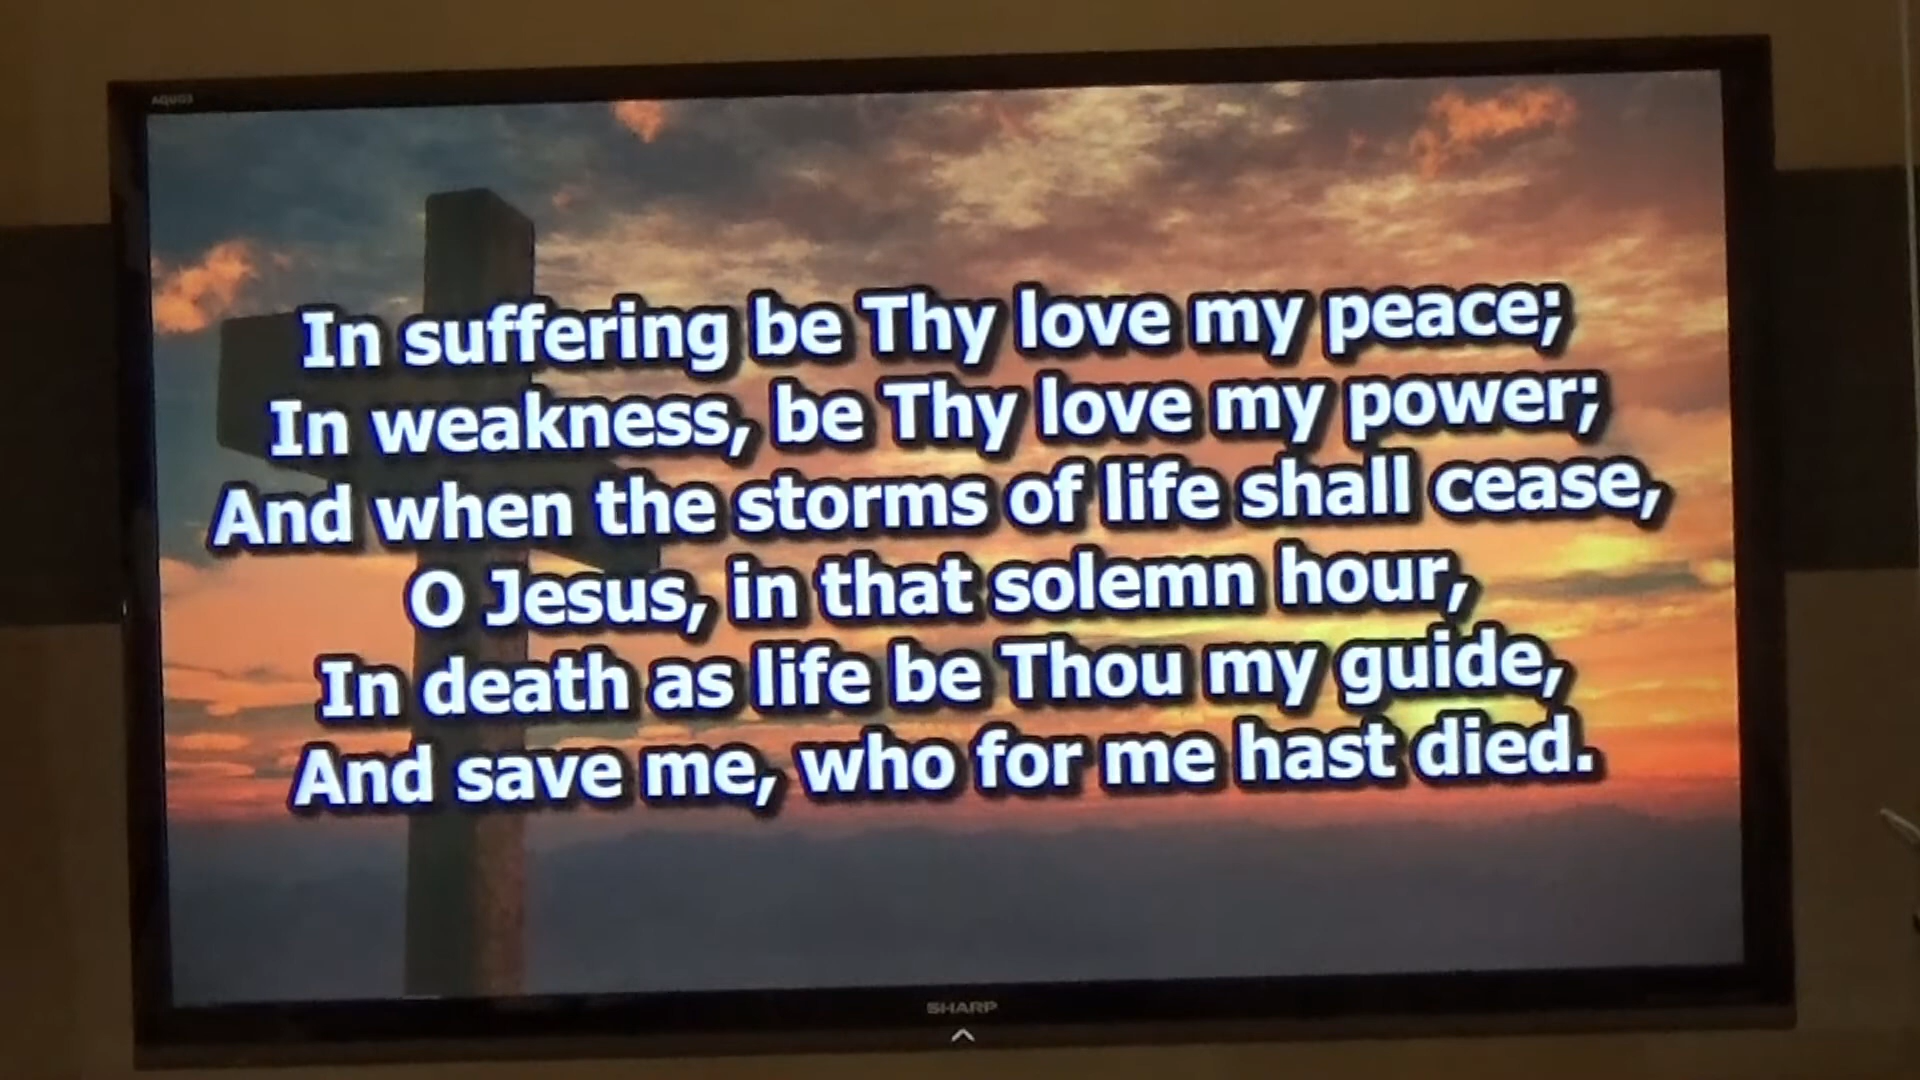 AQUOS
In suffering be Thy love my peace;
In weakness, be Thy love my power;
And when the storms of life shall cease,
O Jesus, in that solemn hour,
In death as life be Thou my guide,
And save me, who for me hast died.
SHARP